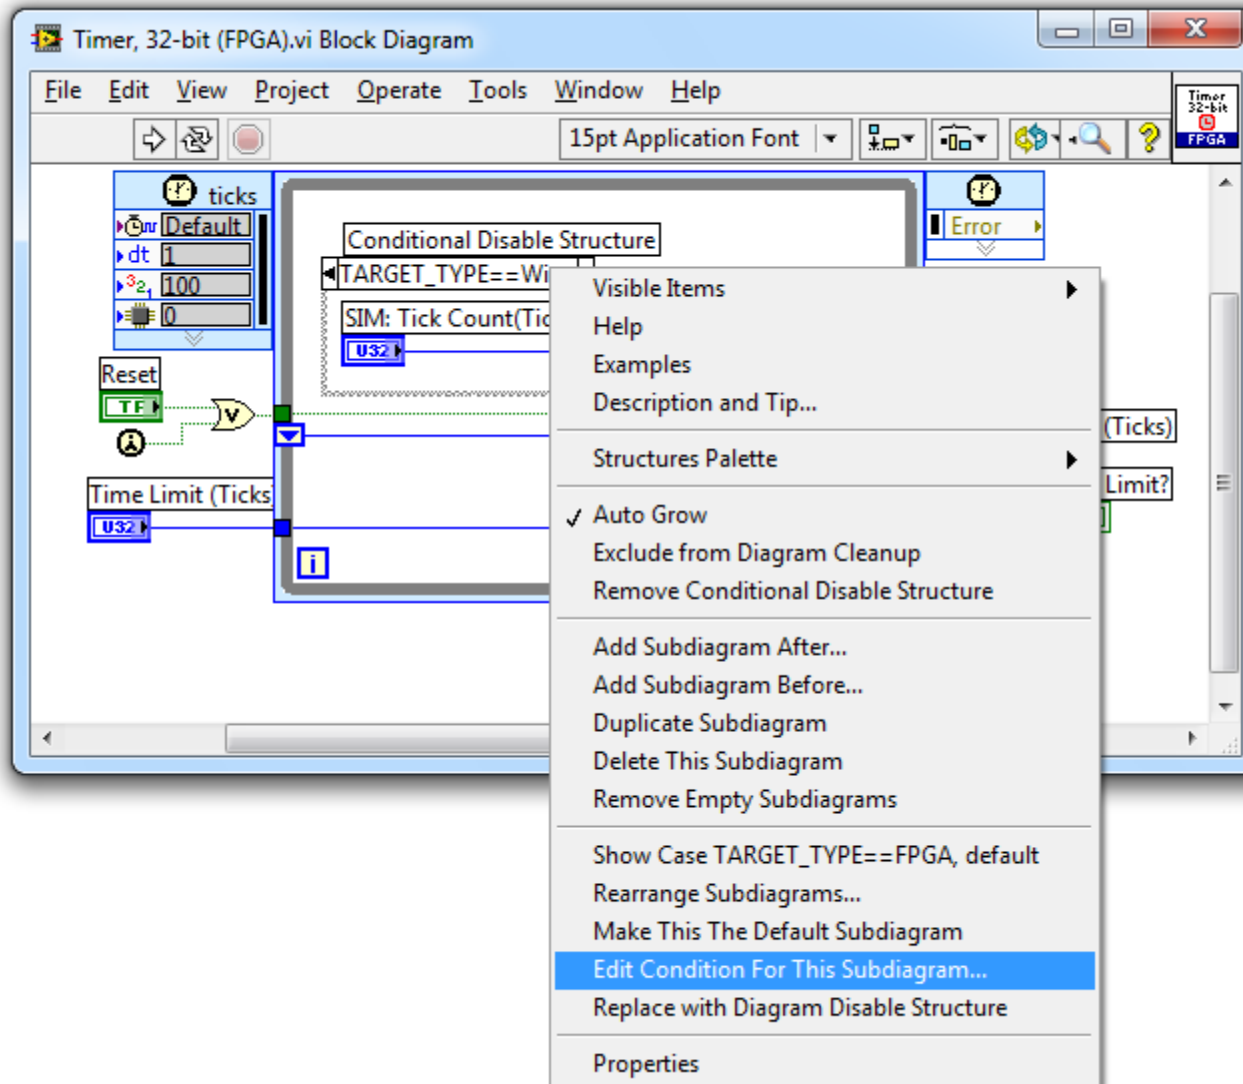 Timer, 32-bit (FPGA).vi Block Diagram
File Edit View Project Operate Tools Window Help
Timer
32-bit
FPGA
15pt Application Font
ticks
Default
dt 1
100
0
Error
Conditional Disable Structure
TARGET_TYPE==Wi
SIM: Tick Count(Tic
U32
Reset
TF
Time Limit (Ticks
U32
i
(Ticks)
Limit?
Visible Items
Help
Examples
Description and Tip...
Structures Palette
Auto Grow
Exclude from Diagram Cleanup
Remove Conditional Disable Structure
Add Subdiagram After...
Add Subdiagram Before...
Duplicate Subdiagram
Delete This Subdiagram
Remove Empty Subdiagrams
Show Case TARGET_TYPE==FPGA, default
Rearrange Subdiagrams...
Make This The Default Subdiagram
Edit Condition For This Subdiagram...
Replace with Diagram Disable Structure
Properties